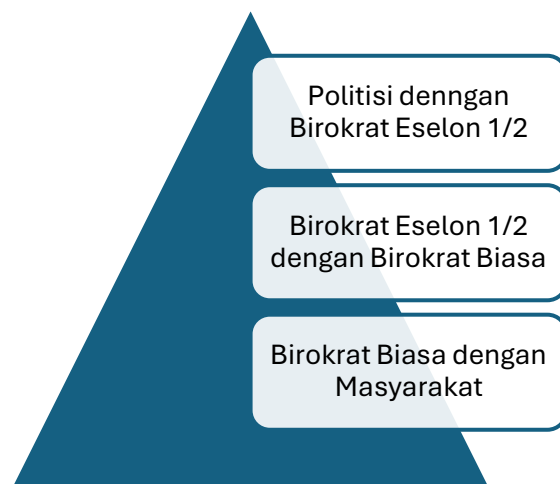 Politisi denngan
Birokrat Eselon 1/2
Birokrat Eselon 1/2
dengan Birokrat Biasa
Birokrat Biasa dengan
Masyarakat